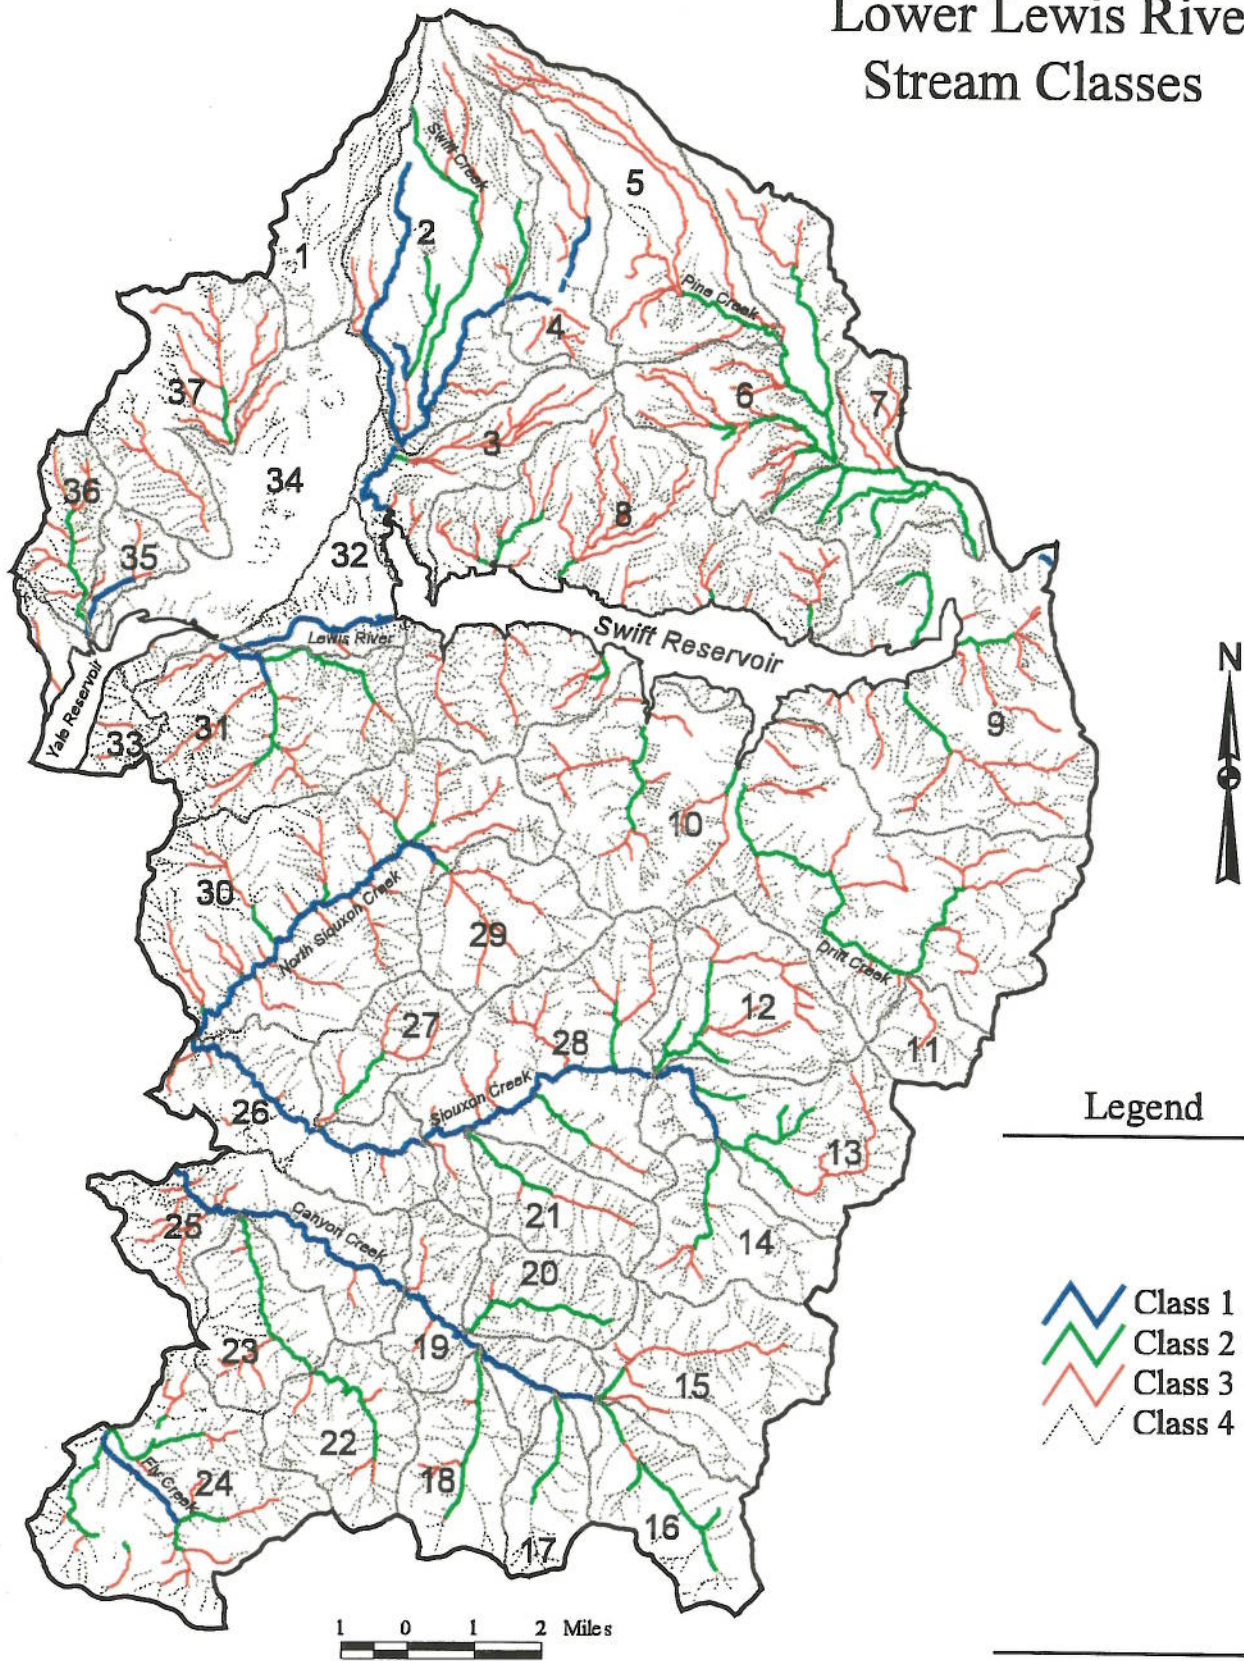 Lower Lewis Rive
Stream Classes
Swift Creek
5
1
2
Pine Creek
4
37
6
7
3
36
34
8
35
32
Lewis River
Swift Reservoir
N
Yale Reservoir
33
31
9
10
30
North Siouxon Creek
29
Drift Creek
12
27
28
11
26
Siouxon Creek
Legend
13
25
Canyon Creek
21
14
20
Class 1
23
19
Class 2
15
Class 3
Class 4
22
Fly Creek
24
18
16
17
1 0 1 2 Miles